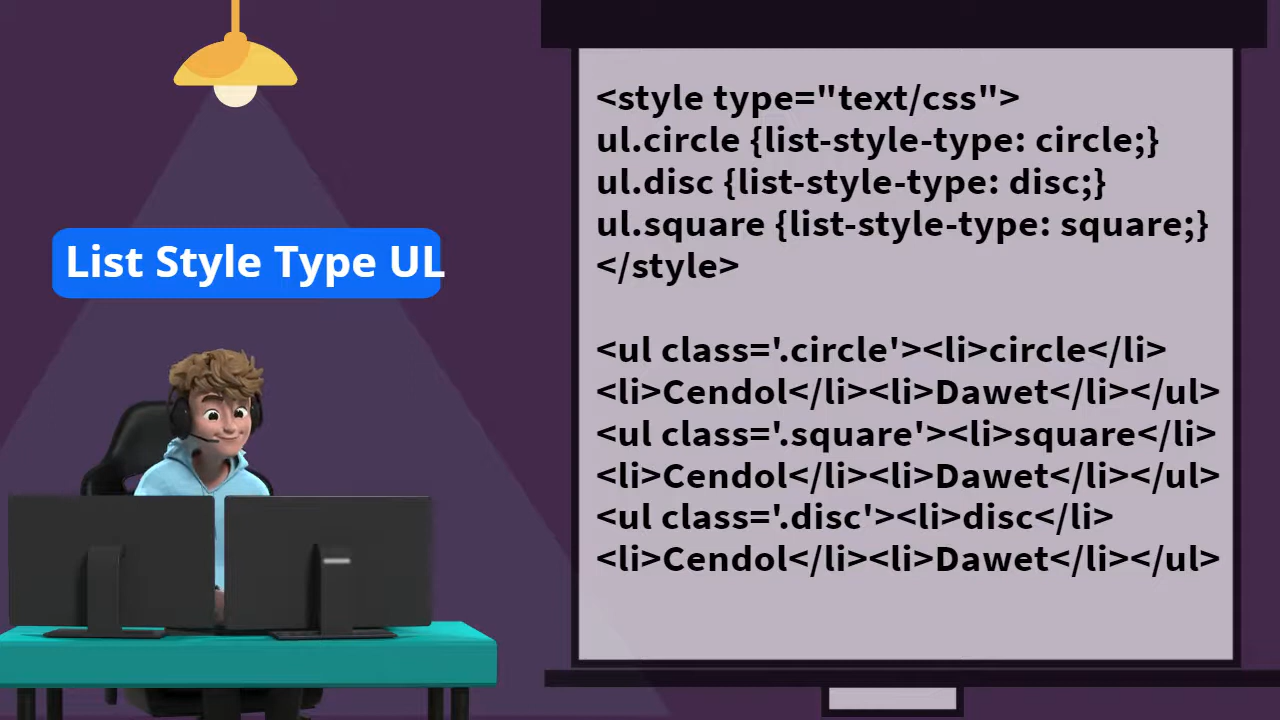 List Style Type UL
<style type="text/css">
ul.circle {list-style-type: circle;}
ul.disc {list-style-type: disc;}
ul.square {list-style-type: square;}
</style>
<ul class='.circle'><li>circle</li>
<li>Cendol</li><li>Dawet</li></ul>
<ul class='.square'><li>square</li>
<li>Cendol</li><li>Dawet</li></ul>
<ul class='.disc'><li>disc</li>
<li>Cendol</li><li>Dawet</li></ul>